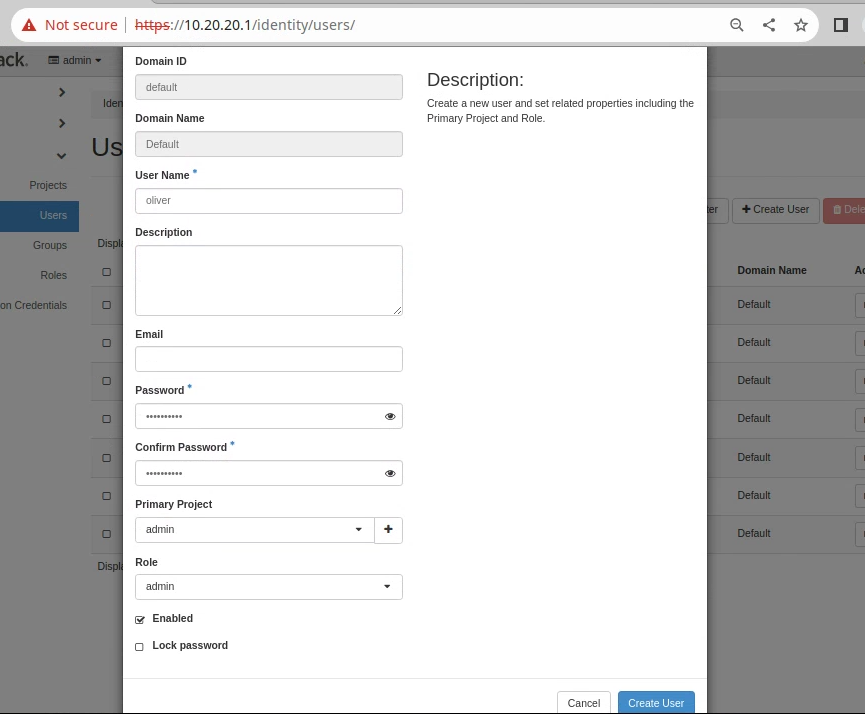 Not secure | https://10.20.20.1/identity/users/
ack. admin
Iden
Us
Projects
Users
Groups
Roles
on Credentials
Displ
Domain ID
default
Domain Name
Default
User Name *
oliver
Description
Email
Password *
••••••••••
Confirm Password *
••••••••••
Primary Project
admin
Role
admin
Enabled
Lock password
Description:
Create a new user and set related properties including the
Primary Project and Role.
Cancel
Create User
ter
+ Create User
Dele
Domain Name
Ac
Default
Default
Default
Default
Default
Default
Default
Displ